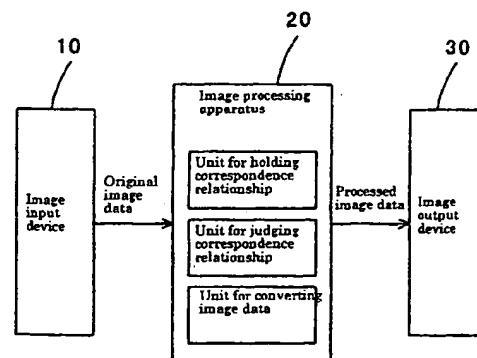 10
20
30
Image processing
apparatus
Unit for holding
correspondence
relationship
Original
image
data
Processed
image data
Image
input
device
Unit for judging
correspondence
relationship
Image
output
device
Unit for converting
image data